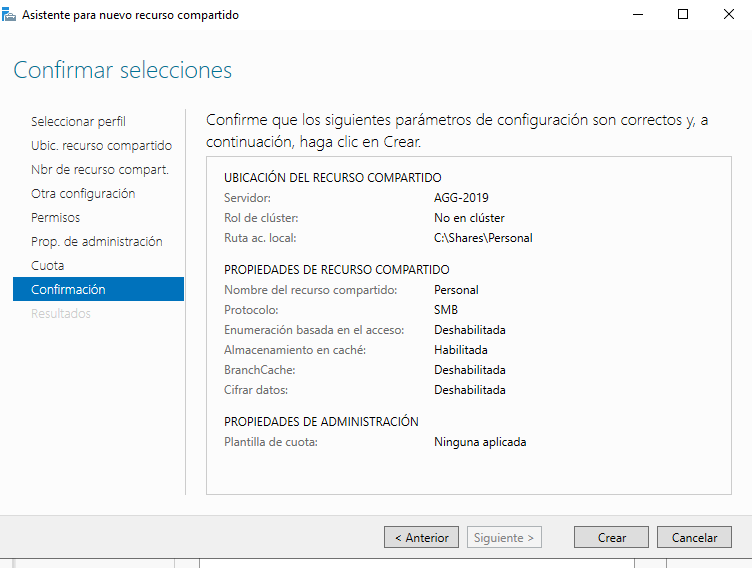 Asistente para nuevo recurso compartido
Confirmar selecciones
Seleccionar perfil
Ubic. recurso compartido
Nbr de recurso compart.
Otra configuración
Permisos
Prop. de administración
Cuota
Confirmación
Resultados
Confirme que los siguientes parámetros de configuración son correctos y, a
continuación, haga clic en Crear.
UBICACIÓN DEL RECURSO COMPARTIDO
Servidor: AGG-2019
Rol de clúster: No en clúster
Ruta ac. local: C:\Shares\Personal
PROPIEDADES DE RECURSO COMPARTIDO
Nombre del recurso compartido: Personal
Protocolo: SMB
Enumeración basada en el acceso: Deshabilitada
Almacenamiento en caché: Habilitada
BranchCache: Deshabilitada
Cifrar datos: Deshabilitada
PROPIEDADES DE ADMINISTRACIÓN
Plantilla de cuota: Ninguna aplicada
< Anterior Siguiente > Crear Cancelar